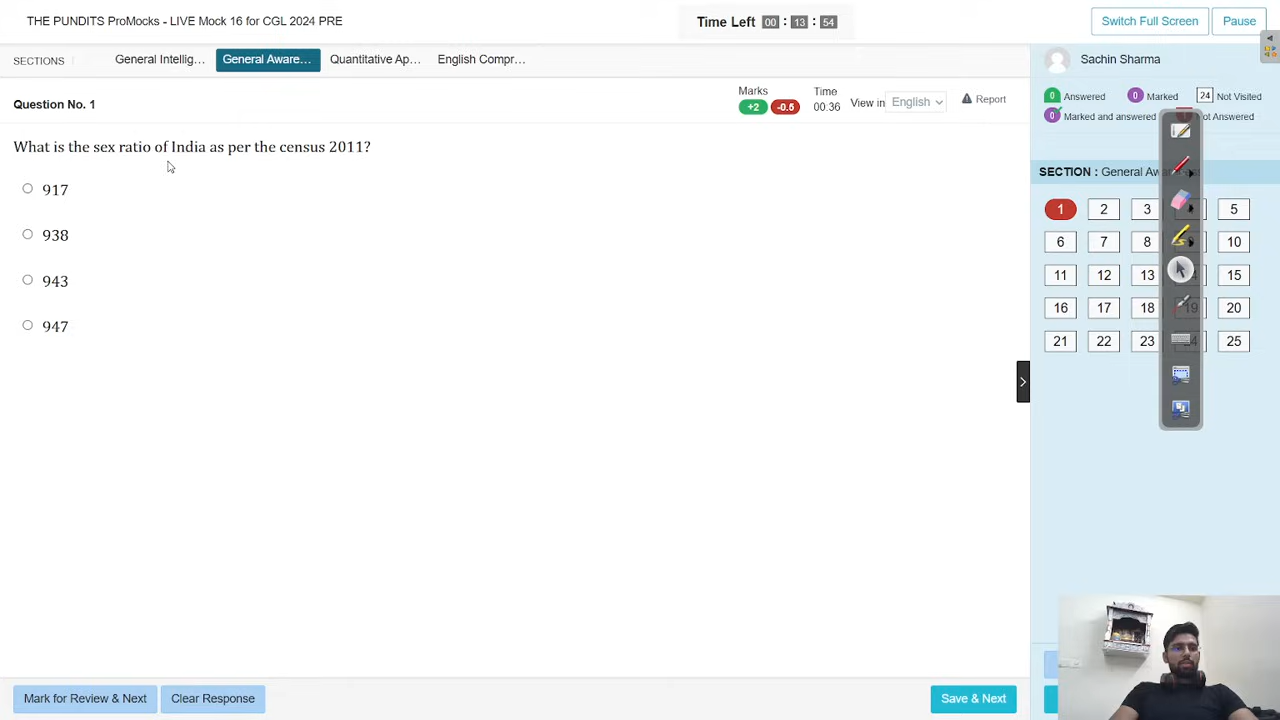 THE PUNDITS ProMocks - LIVE Mock 16 for CGL 2024 PRE
Time Left 00 : 13 : 54
Switch Full Screen
Pause
SECTIONS
General Intellig...
General Aware...
Quantitative Ap...
English Compr...
Sachin Sharma
Question No. 1
Marks
+2 -0.5
Time
00:36
View in English
Report
0 Answered
0 Marked
24 Not Visited
0 Marked and answered
ot Answered
What is the sex ratio of India as per the census 2011?
917
938
943
947
SECTION : General Aw
1 2 3 5
6 7 8 10
11 12 13 15
16 17 18 19 20
21 22 23 24 25
Mark for Review & Next
Clear Response
Save & Next